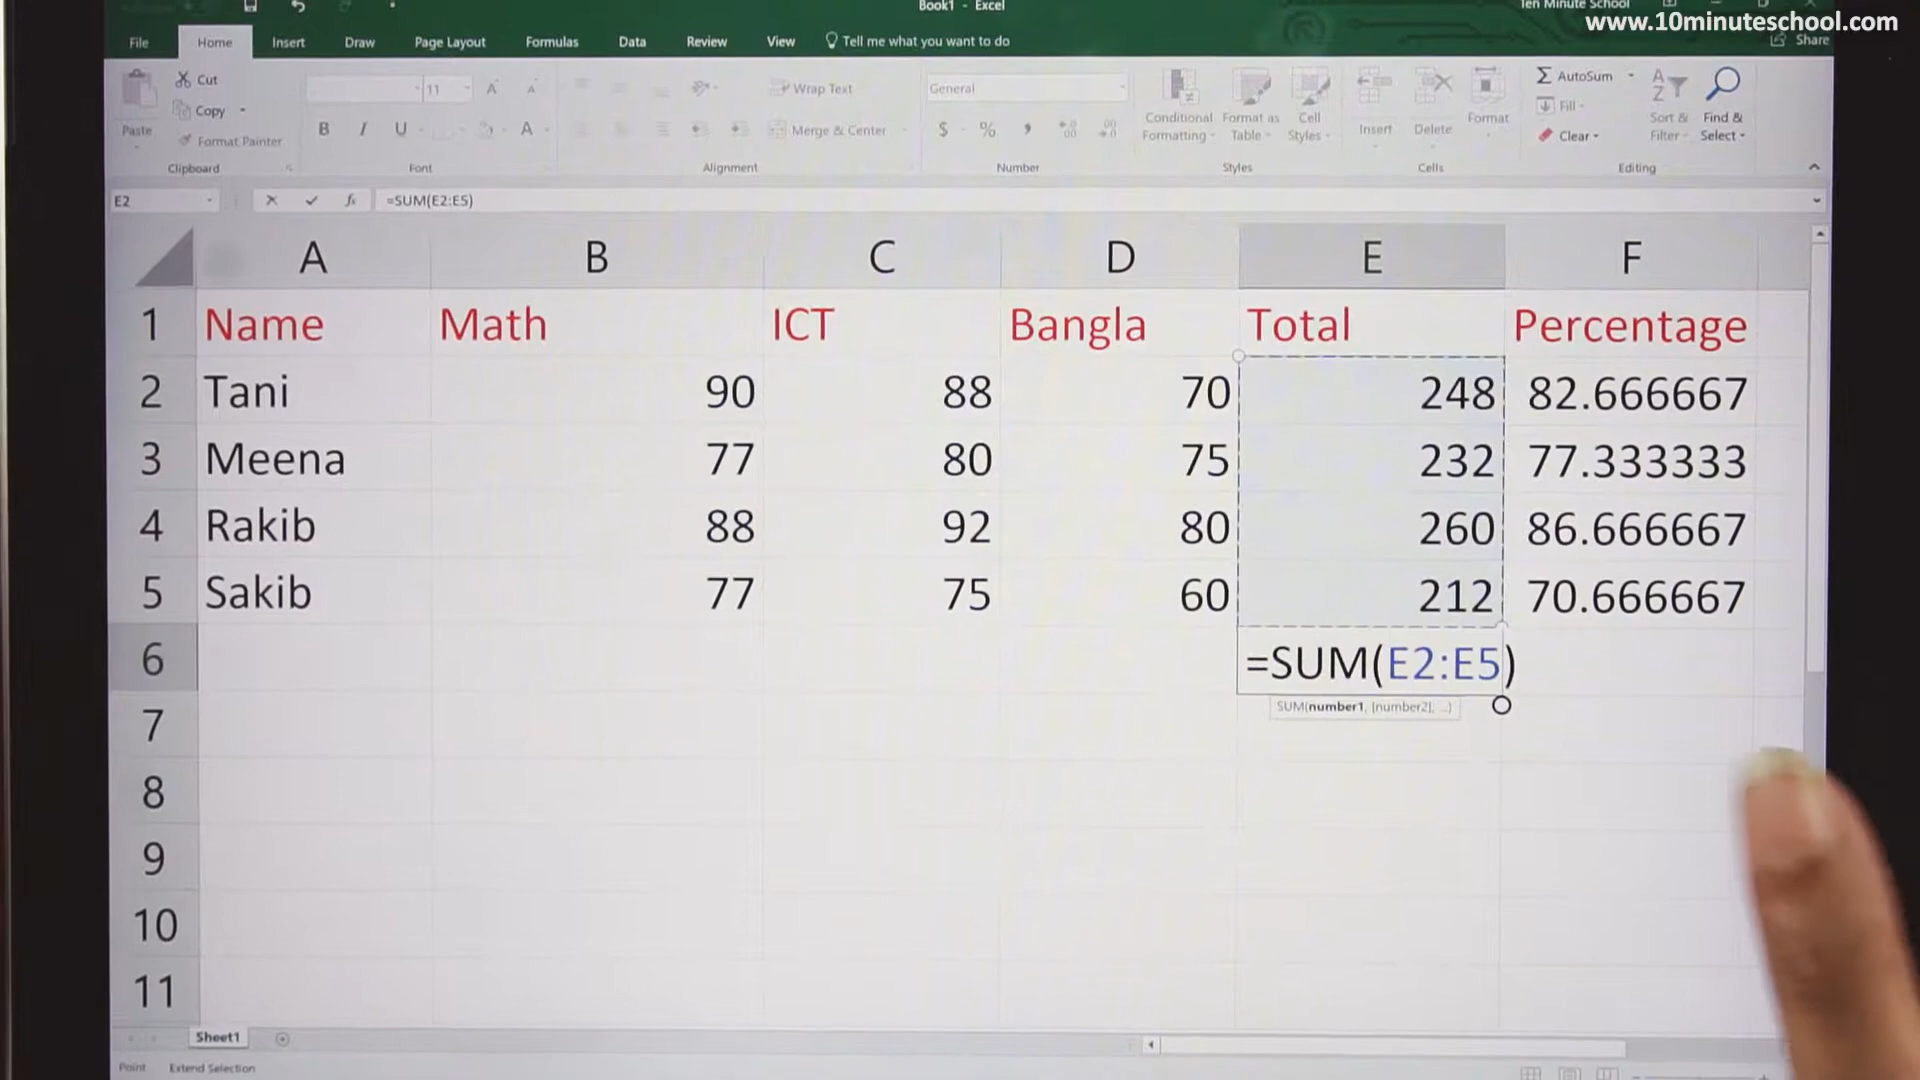 Book1 - Excel
Ten Minute School
www.10minuteschool.com
File Home Insert Draw Page Layout Formulas Data Review View Tell me what you want to do Share
Cut
Copy
Format Painter
Paste
Clipboard
11
B I U A
Font
Wrap Text
Merge & Center
Alignment
General
$ % ,
Number
Conditional Formatting
Format as Table
Cell Styles
Styles
Insert Delete Format
Cells
Σ AutoSum
Fill
Clear
Sort & Filter
Find & Select
Editing
E2 fx =SUM(E2:E5)
A B C D E F
1 Name Math ICT Bangla Total Percentage
2 Tani 90 88 70 248 82.666667
3 Meena 77 80 75 232 77.333333
4 Rakib 88 92 80 260 86.666667
5 Sakib 77 75 60 212 70.666667
6 =SUM(E2:E5)
SUM(number1, [number2], ...)
7
8
9
10
11
Sheet1
Point Extend Selection